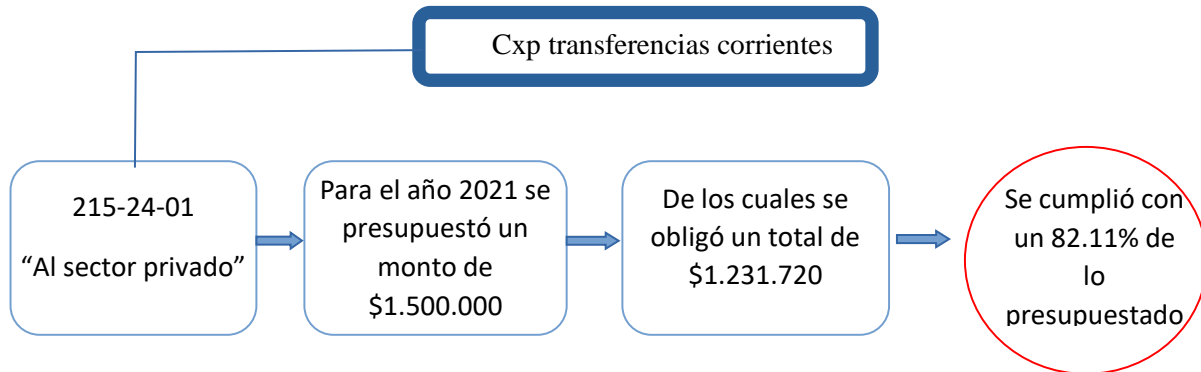 Cxp transferencias corrientes
215-24-01
“Al sector privado”
Para el año 2021 se
presupuestó un
monto de
$1.500.000
De los cuales se
obligó un total de
$1.231.720
Se cumplió con
un 82.11% de
lo
presupuestado